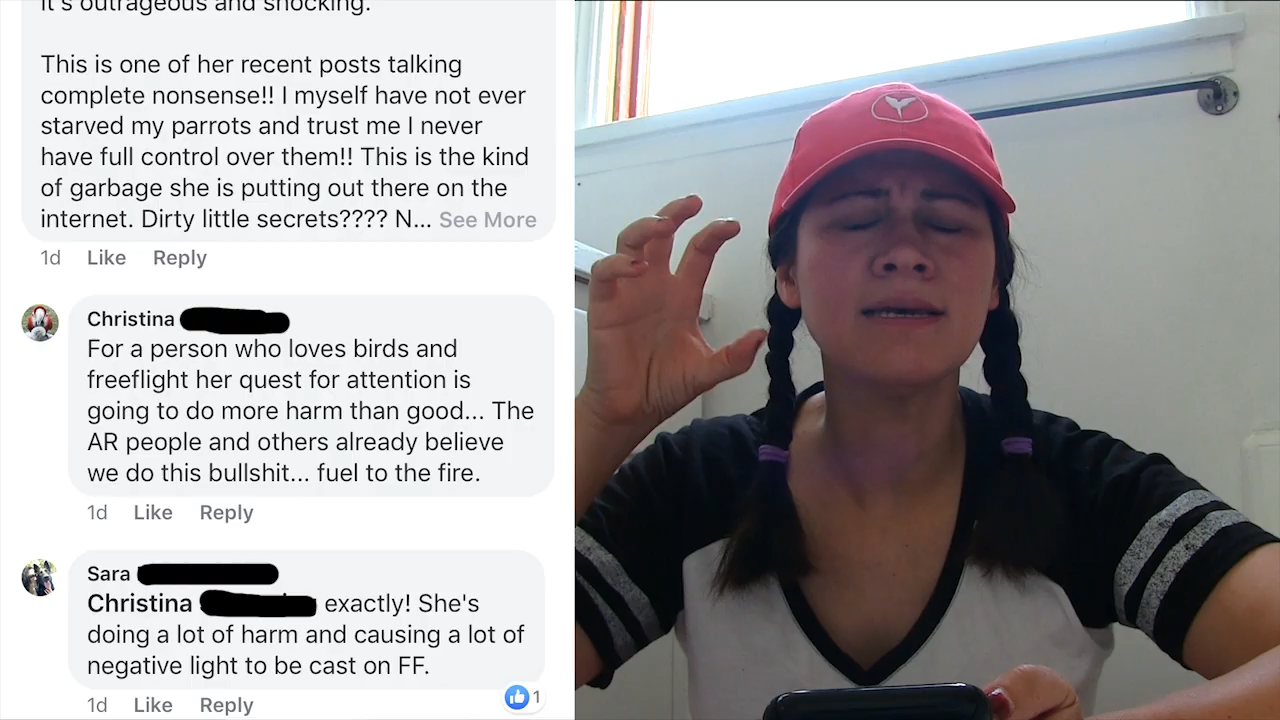 it's outrageous and shocking.
This is one of her recent posts talking
complete nonsense!! I myself have not ever
starved my parrots and trust me I never
have full control over them!! This is the kind
of garbage she is putting out there on the
internet. Dirty little secrets???? N... See More
1d Like Reply
Christina
For a person who loves birds and
freeflight her quest for attention is
going to do more harm than good... The
AR people and others already believe
we do this bullshit... fuel to the fire.
1d Like Reply
Sara
Christina exactly! She's
doing a lot of harm and causing a lot of
negative light to be cast on FF.
1d Like Reply 1